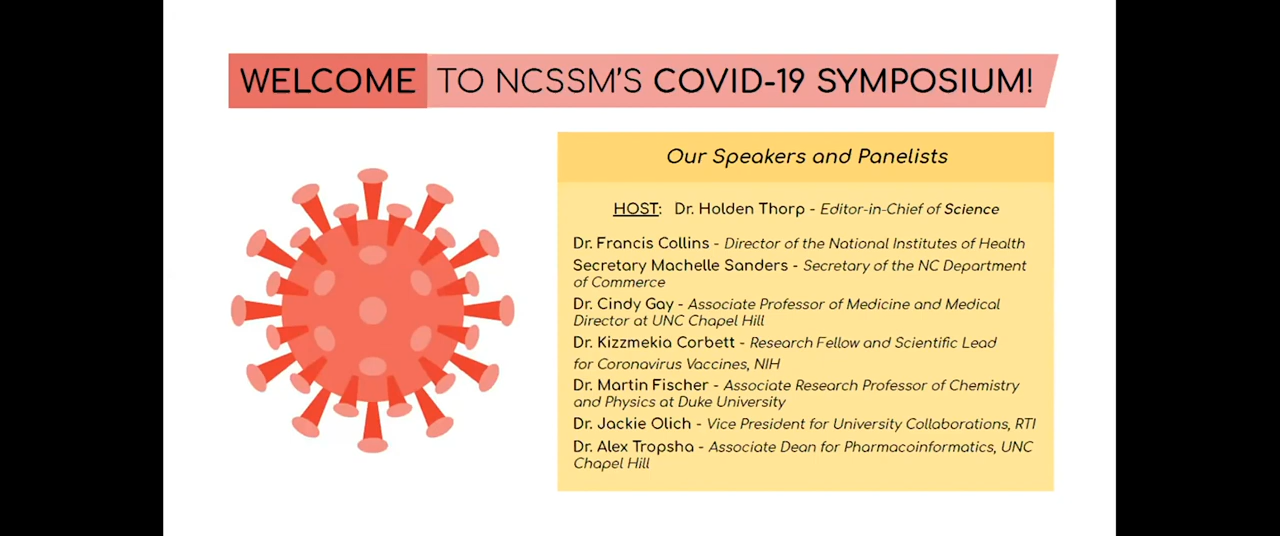 WELCOME TO NCSSM'S COVID-19 SYMPOSIUM!
Our Speakers and Panelists
HOST: Dr. Holden Thorp - Editor-in-Chief of Science
Dr. Francis Collins - Director of the National Institutes of Health
Secretary Machelle Sanders - Secretary of the NC Department
of Commerce
Dr. Cindy Gay - Associate Professor of Medicine and Medical
Director at UNC Chapel Hill
Dr. Kizzmekia Corbett - Research Fellow and Scientific Lead
for Coronavirus Vaccines, NIH
Dr. Martin Fischer - Associate Research Professor of Chemistry
and Physics at Duke University
Dr. Jackie Olich - Vice President for University Collaborations, RTI
Dr. Alex Tropsha - Associate Dean for Pharmacoinformatics, UNC
Chapel Hill